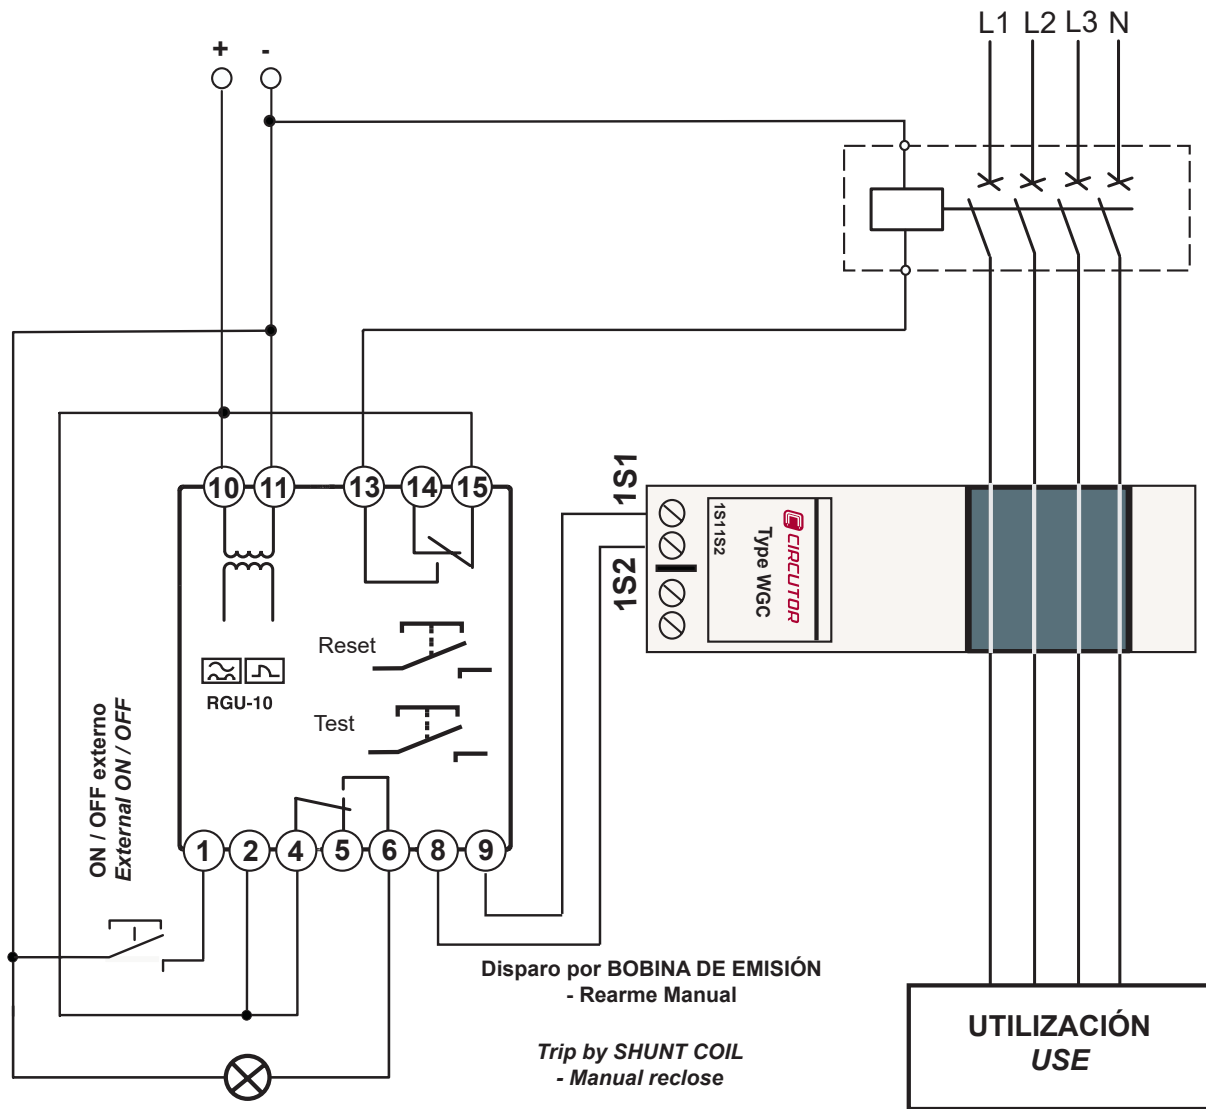 + -
L1 L2 L3 N
10 11 13 14 15
1S1
1S2
1S1 1S2
Type WGC
CIRCUTOR
Reset
Test
RGU-10
ON / OFF externo
External ON / OFF
1 2 4 5 6 8 9
Disparo por BOBINA DE EMISIÓN
- Rearme Manual
Trip by SHUNT COIL
- Manual reclose
UTILIZACIÓN
USE